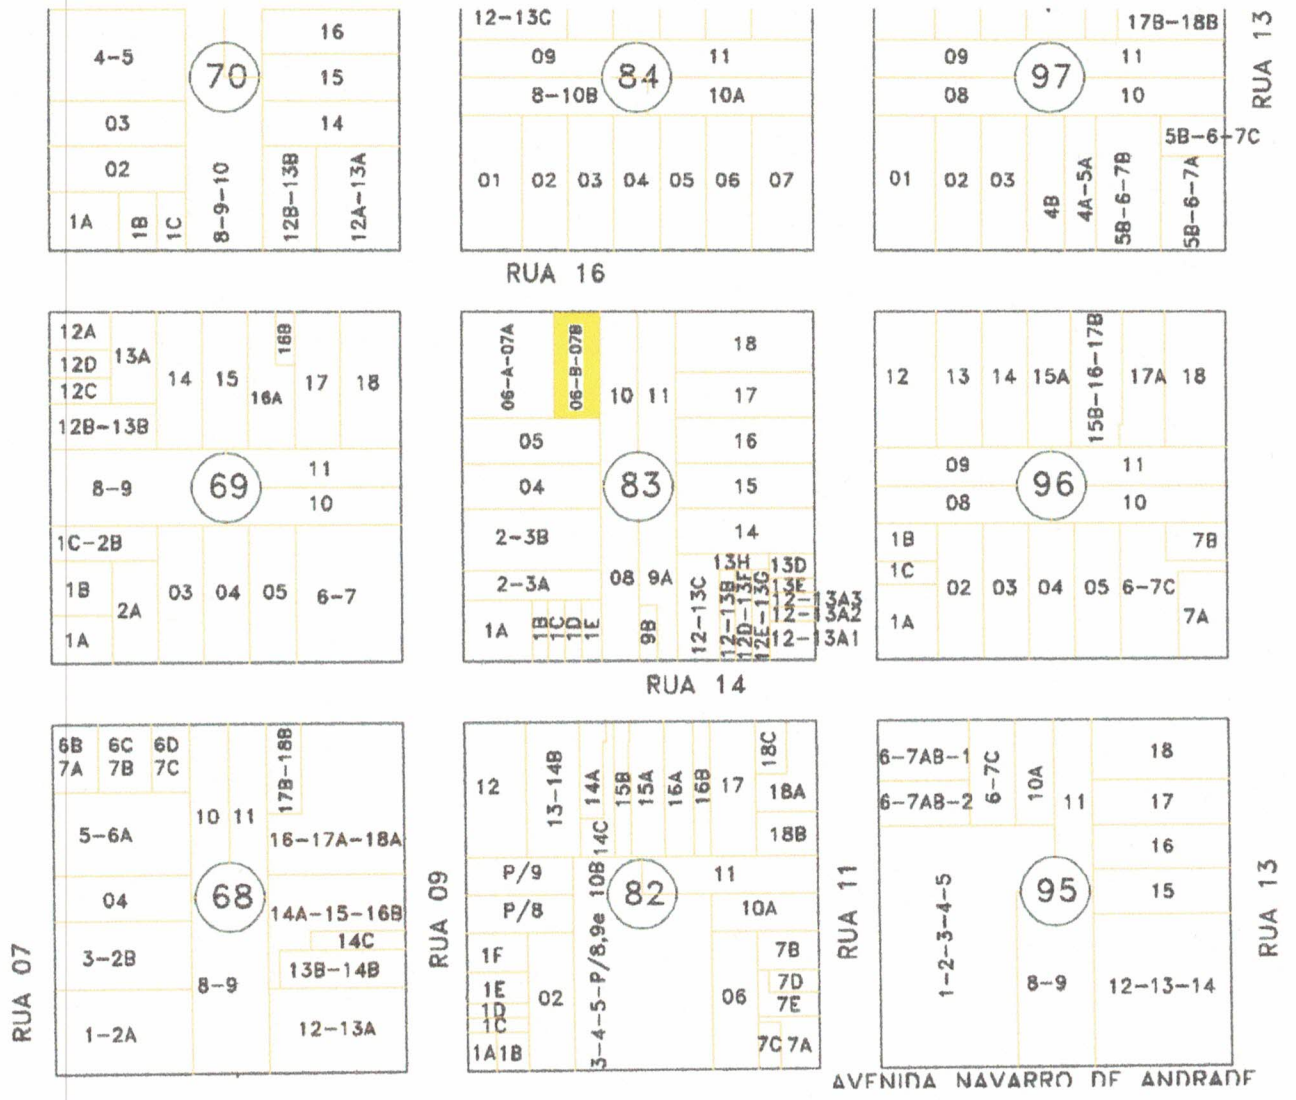 4-5
03
02
1A
1B
1C
70
8-9-10
16
15
14
12B-13B
12A-13A
12-13C
09
84
11
8-10B
10A
01
02
03
04
05
06
07
17B-18B
09
97
11
08
10
5B-6-7C
01
02
03
4B
4A-5A
5B-6-7B
5B-6-7A
RUA 13
RUA 16
12A
12D
12C
13A
12B-13B
14
15
16A
16B
17
18
8-9
69
11
10
1C-2B
1B
1A
2A
03
04
05
6-7
06-A-07A
06-B-07B
10
11
18
17
05
16
04
83
15
2-3B
14
2-3A
08
9A
9B
1A
1B
1C
1D
1E
12-13C
13H
12-13B
12D-13F
12E-13G
13D
13E
12-13A3
12-13A2
12-13A1
12
13
14
15A
15B-16-17B
17A
18
09
96
11
08
10
1B
1C
1A
02
03
04
05
6-7C
7B
7A
RUA 14
6B
7A
6C
7B
6D
7C
10
11
17B-18B
5-6A
16-17A-18A
04
68
14A-15-16B
14C
3-2B
13B-14B
8-9
1-2A
12-13A
RUA 07
RUA 09
12
13-14B
14A
14C
15B
15A
16A
16B
17
18C
18A
18B
P/9
10B
82
11
P/8
10A
3-4-5-P/8,9e
1F
1E
1D
1C
1A
1B
02
06
7B
7D
7E
7C
7A
RUA 11
6-7AB-1
6-7AB-2
6-7C
10A
11
18
17
16
15
95
1-2-3-4-5
8-9
12-13-14
RUA 13
AVENIDA NAVARRO DE ANDRADE